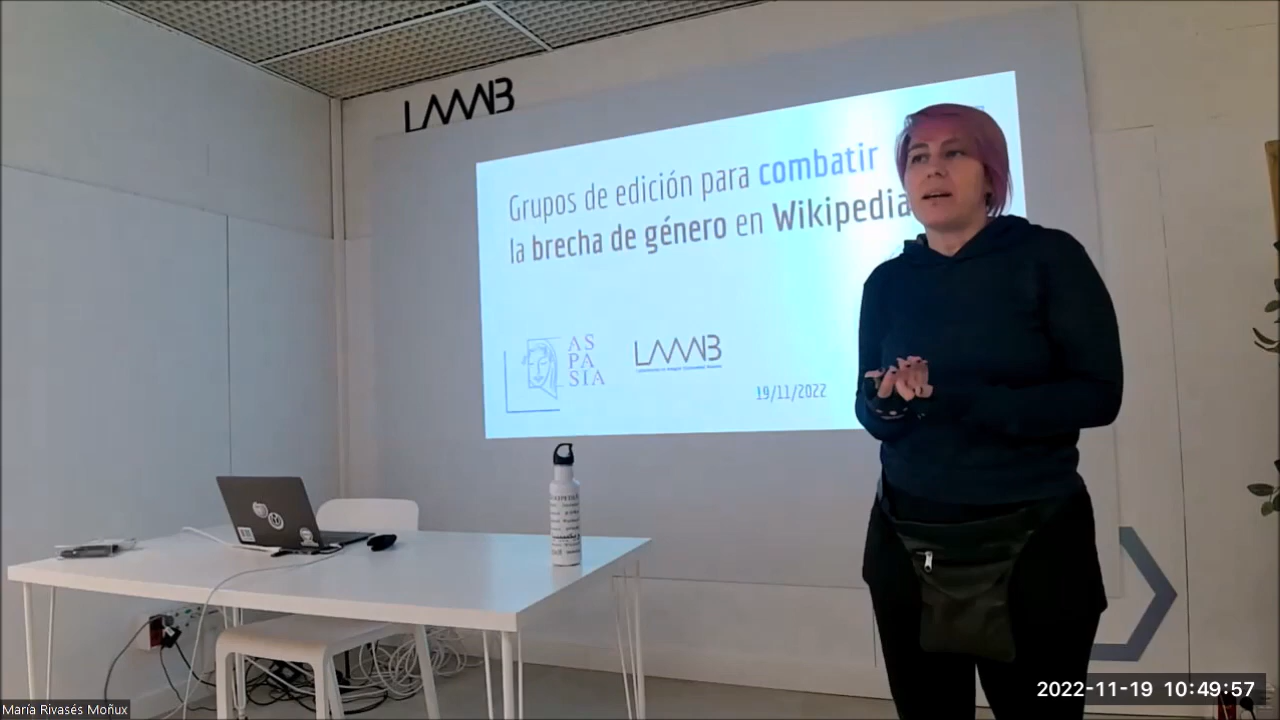 LAAAB
Grupos de edición para combatir
la brecha de género en Wikipedia
AS
PA
SIA
LAAAB
19/11/2022
María Rivasés Moñux
2022-11-19 10:49:57